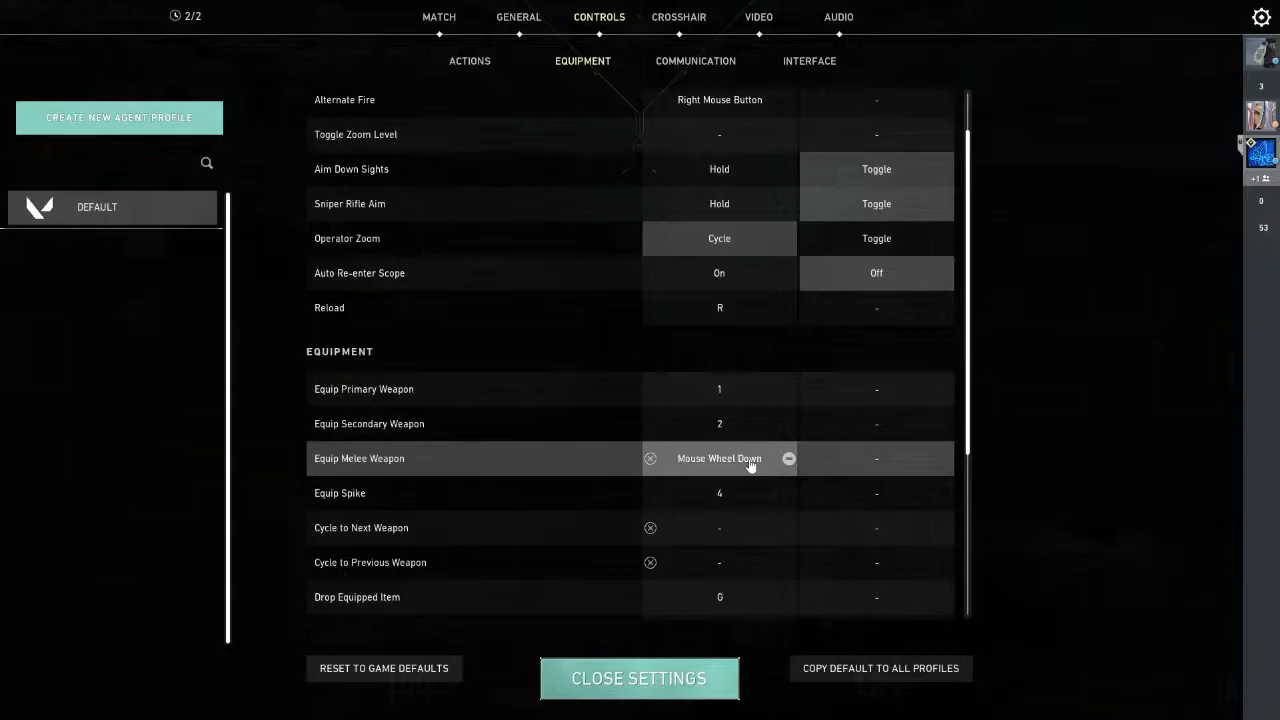 2/2
MATCH GENERAL CONTROLS CROSSHAIR VIDEO AUDIO
ACTIONS EQUIPMENT COMMUNICATION INTERFACE
CREATE NEW AGENT PROFILE
DEFAULT
Alternate Fire Right Mouse Button -
Toggle Zoom Level - -
Aim Down Sights Hold Toggle
Sniper Rifle Aim Hold Toggle
Operator Zoom Cycle Toggle
Auto Re-enter Scope On Off
Reload R -
EQUIPMENT
Equip Primary Weapon 1 -
Equip Secondary Weapon 2 -
Equip Melee Weapon Mouse Wheel Down -
Equip Spike 4 -
Cycle to Next Weapon - -
Cycle to Previous Weapon - -
Drop Equipped Item G -
RESET TO GAME DEFAULTS CLOSE SETTINGS COPY DEFAULT TO ALL PROFILES
3
+1
0
53